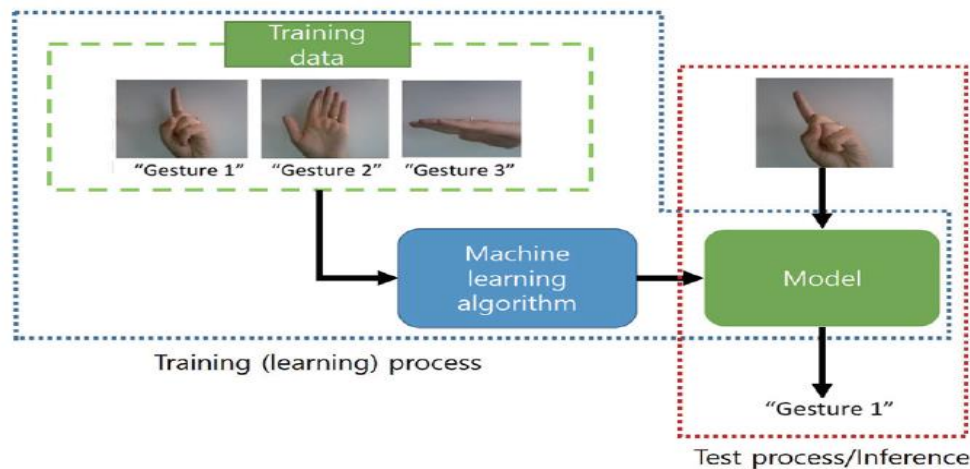 Training
data
“Gesture 1”
“Gesture 2”
“Gesture 3”
Machine
learning
algorithm
Model
Training (learning) process
“Gesture 1”
Test process/Inference